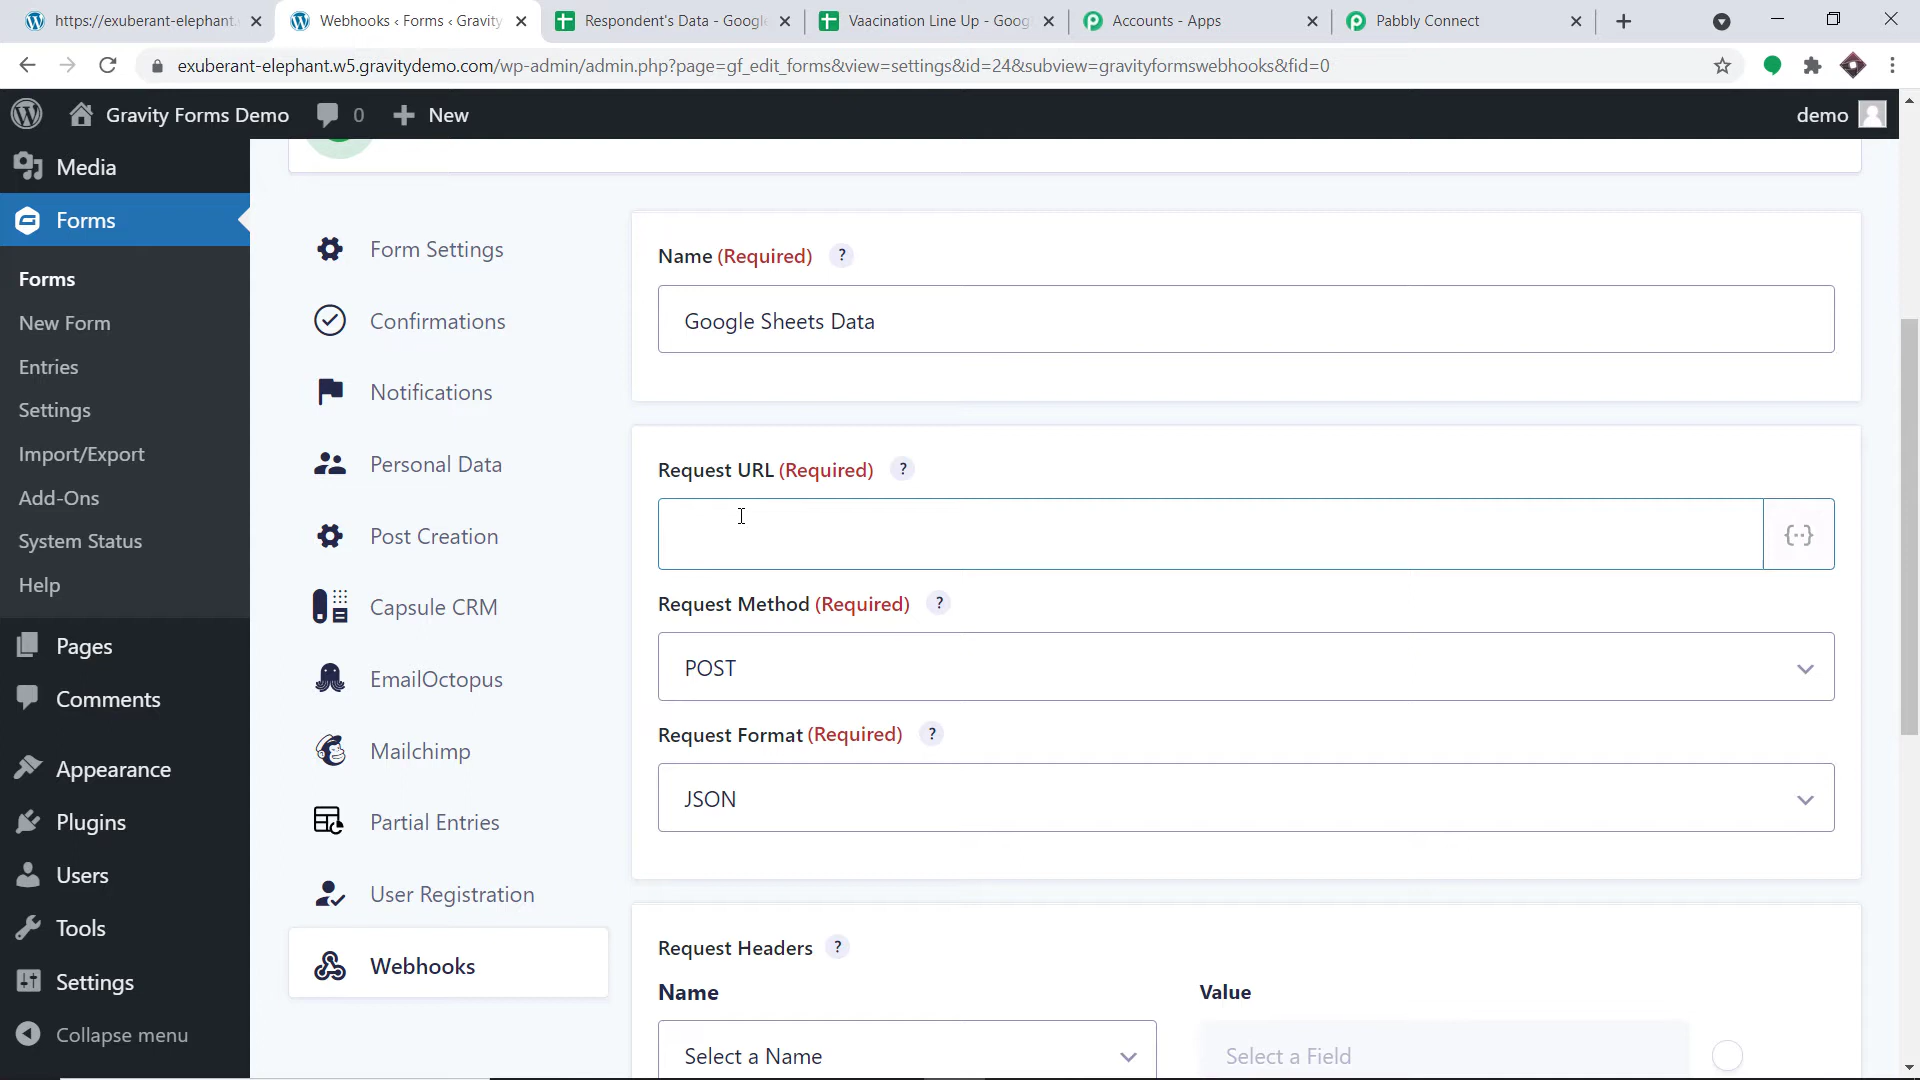 https://exuberant-elephant.
Webhooks ‹ Forms ‹ Gravity
Respondent's Data - Google
Vaacination Line Up - Goog
Accounts - Apps
Pabbly Connect
exuberant-elephant.w5.gravitydemo.com/wp-admin/admin.php?page=gf_edit_forms&view=settings&id=24&subview=gravityformswebhooks&fid=0
Gravity Forms Demo
0
New
demo
Media
Forms
Forms
New Form
Entries
Settings
Import/Export
Add-Ons
System Status
Help
Pages
Comments
Appearance
Plugins
Users
Tools
Settings
Collapse menu
Form Settings
Confirmations
Notifications
Personal Data
Post Creation
Capsule CRM
EmailOctopus
Mailchimp
Partial Entries
User Registration
Webhooks
Name (Required) ?
Google Sheets Data
Request URL (Required) ?
Request Method (Required) ?
POST
Request Format (Required) ?
JSON
Request Headers ?
Name
Value
Select a Name
Select a Field